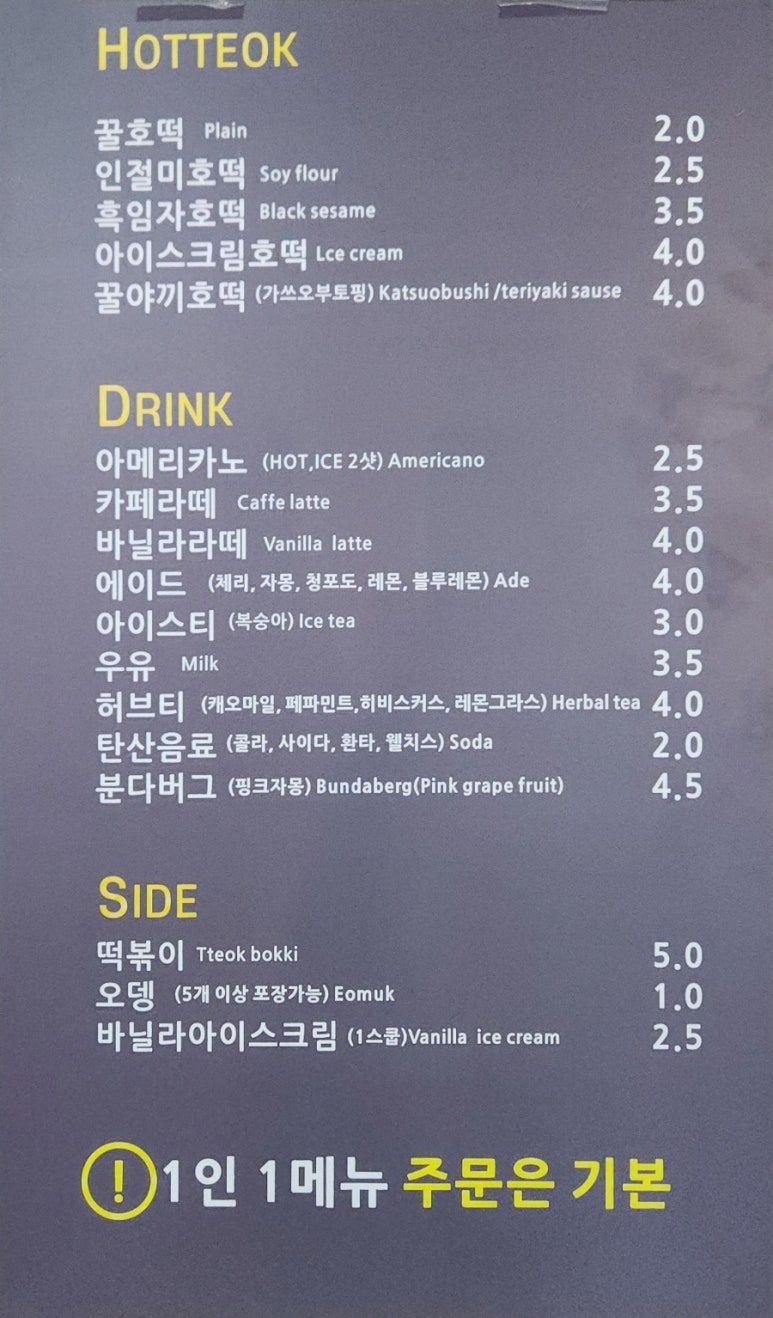 HOTTEOK
꿀호떡 Plain 2.0
인절미호떡 Soy flour 2.5
흑임자호떡 Black sesame 3.5
아이스크림호떡 Lce cream 4.0
꿀야끼호떡 (가쓰오부토핑) Katsuobushi /teriyaki sause 4.0
DRINK
아메리카노 (HOT,ICE 2샷) Americano 2.5
카페라떼 Caffe latte 3.5
바닐라라떼 Vanilla latte 4.0
에이드 (체리, 자몽, 청포도, 레몬, 블루레몬) Ade 4.0
아이스티 (복숭아) Ice tea 3.0
우유 Milk 3.5
허브티 (캐오마일, 페파민트,히비스커스, 레몬그라스) Herbal tea 4.0
탄산음료 (콜라, 사이다, 환타, 웰치스) Soda 2.0
분다버그 (핑크자몽) Bundaberg(Pink grape fruit) 4.5
SIDE
떡볶이 Tteok bokki 5.0
오뎅 (5개 이상 포장가능) Eomuk 1.0
바닐라아이스크림 (1스쿱)Vanilla ice cream 2.5
! 1인 1메뉴 주문은 기본